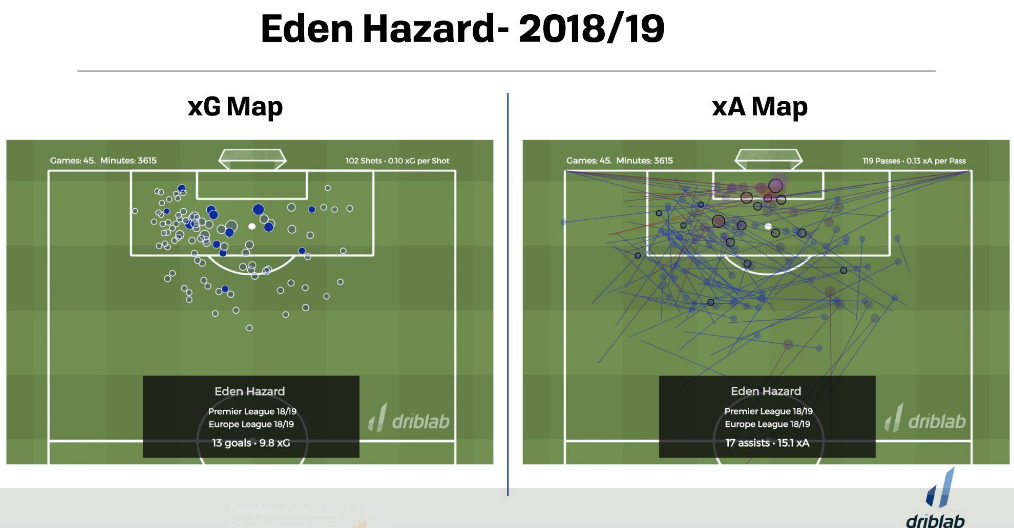 Eden Hazard- 2018/19
xG Map
Games: 45. Minutes: 3615
102 Shots · 0.10 xG per Shot
Eden Hazard
Premier League 18/19
Europe League 18/19
13 goals · 9.8 xG
driblab
xA Map
Games: 45. Minutes: 3615
119 Passes · 0.13 xA per Pass
Eden Hazard
Premier League 18/19
Europe League 18/19
17 assists · 15.1 xA
driblab
driblab